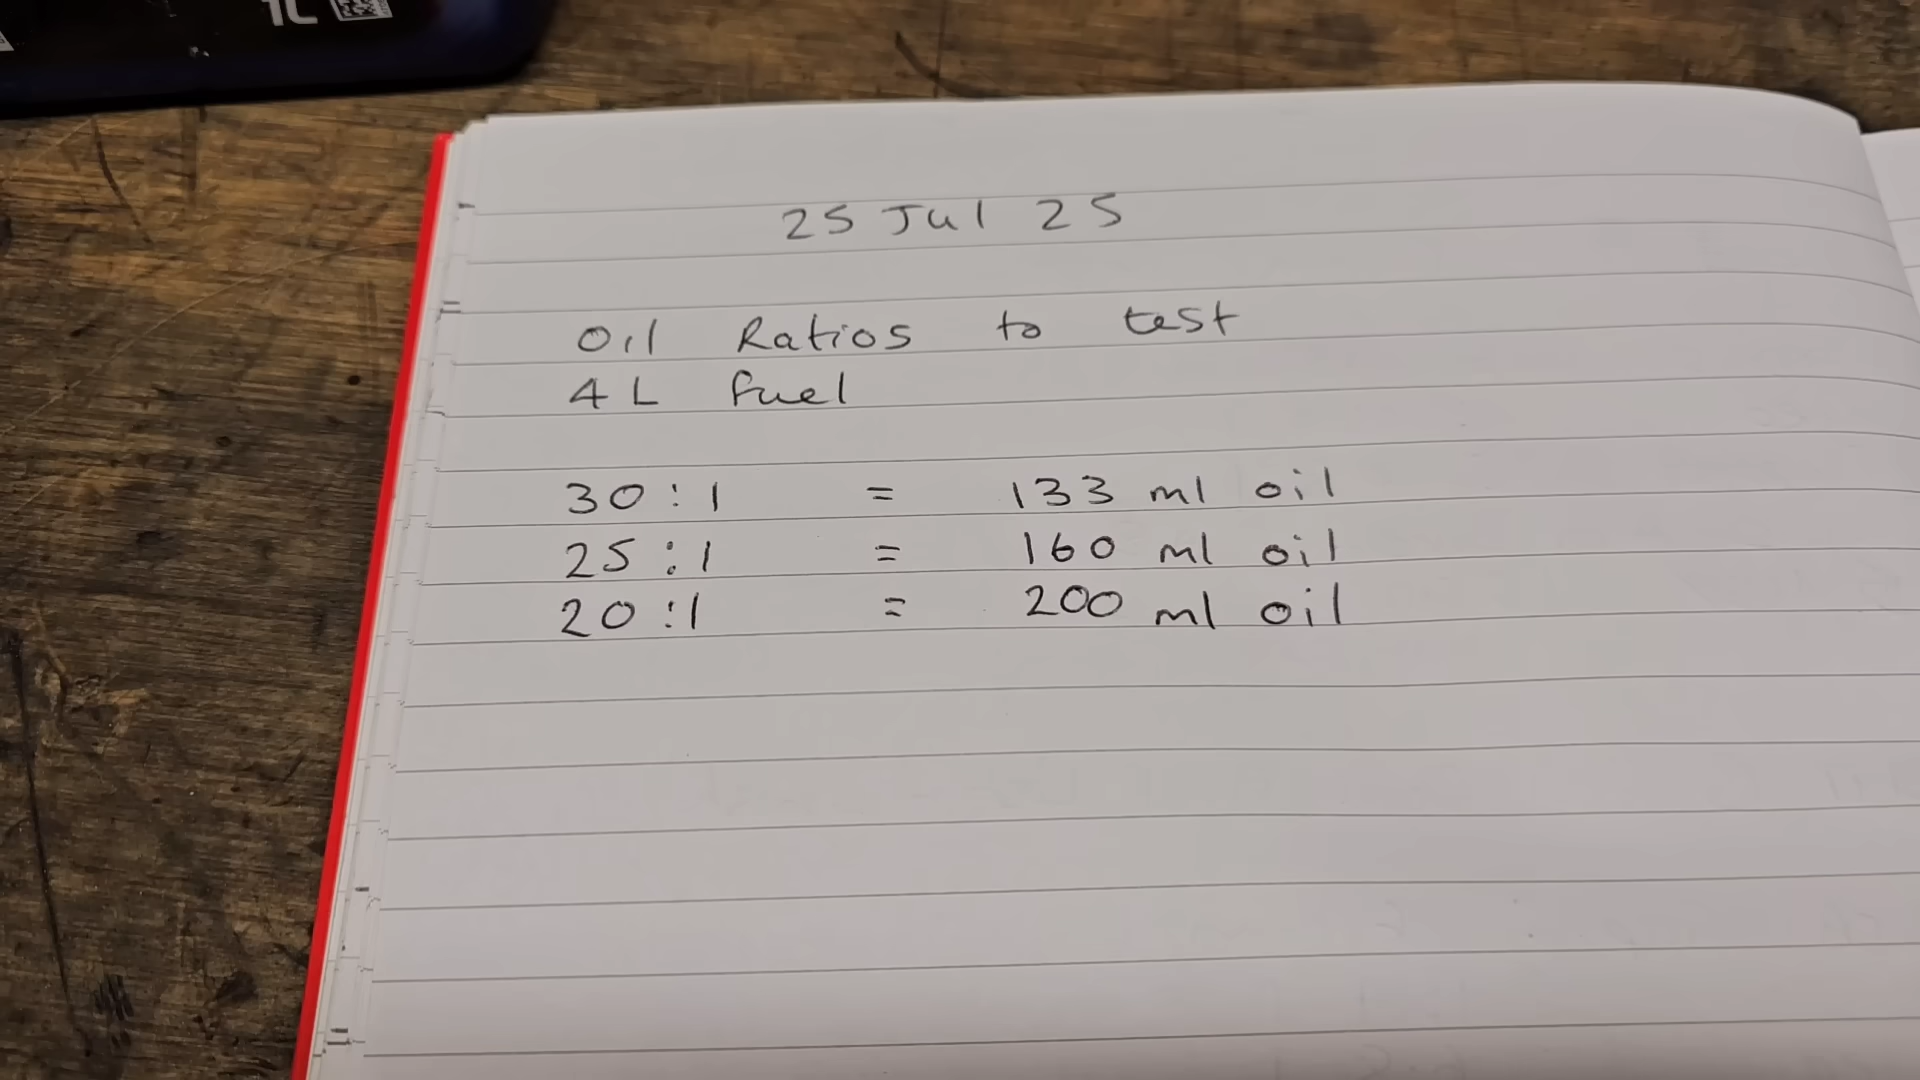 1L
25 Jul 25
Oil Ratios to test
4 L fuel
30:1 = 133 ml oil
25:1 = 160 ml oil
20:1 = 200 ml oil